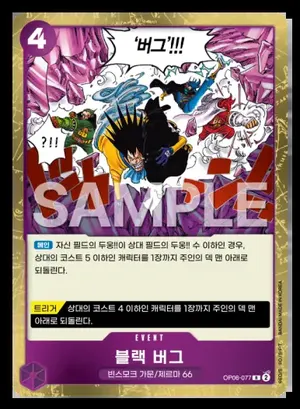 4
'버그'!!!
?!!
SAMPLE
메인 자신 필드의 두웅!!이 상대 필드의 두웅!! 수 이하인 경우,
상대의 코스트 5 이하인 캐릭터를 1장까지 주인의 덱 맨 아래로
되돌린다.
트리거 상대의 코스트 4 이하인 캐릭터를 1장까지 주인의 덱 맨
아래로 되돌린다.
EVENT
블랙 버그
빈스모크 가문/제르마 66
OP06-077 R 2